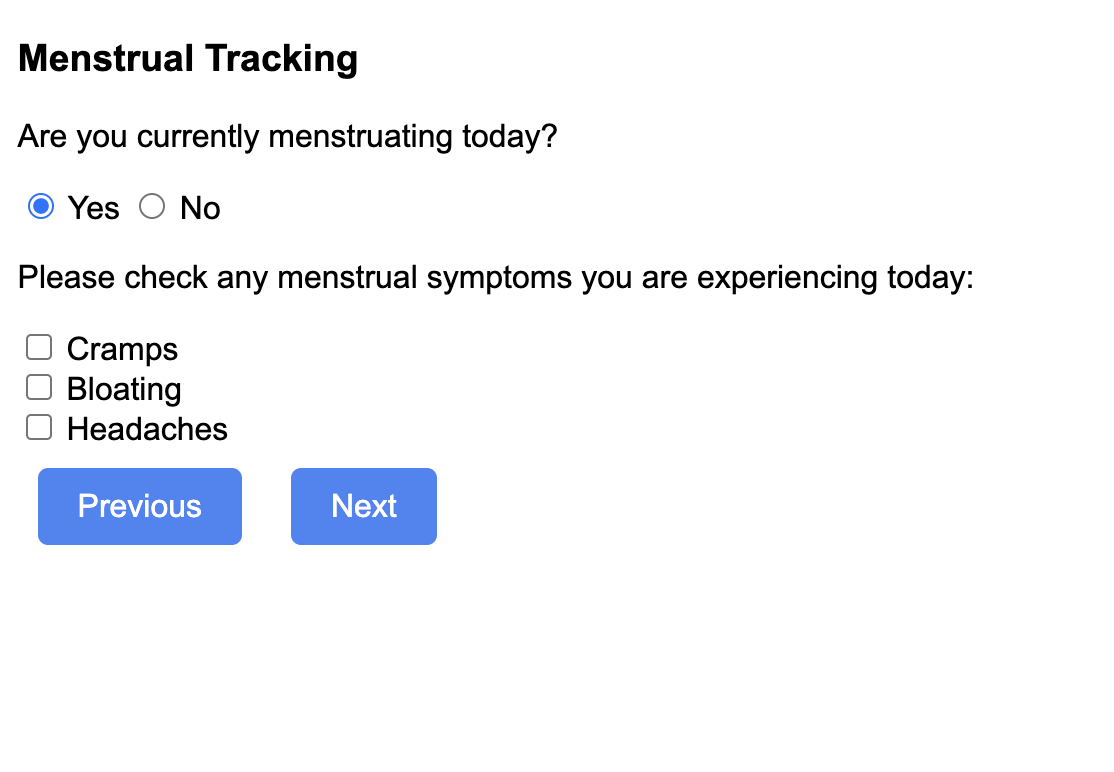 Menstrual Tracking
Are you currently menstruating today?
Yes No
Please check any menstrual symptoms you are experiencing today:
Cramps
Bloating
Headaches
Previous Next